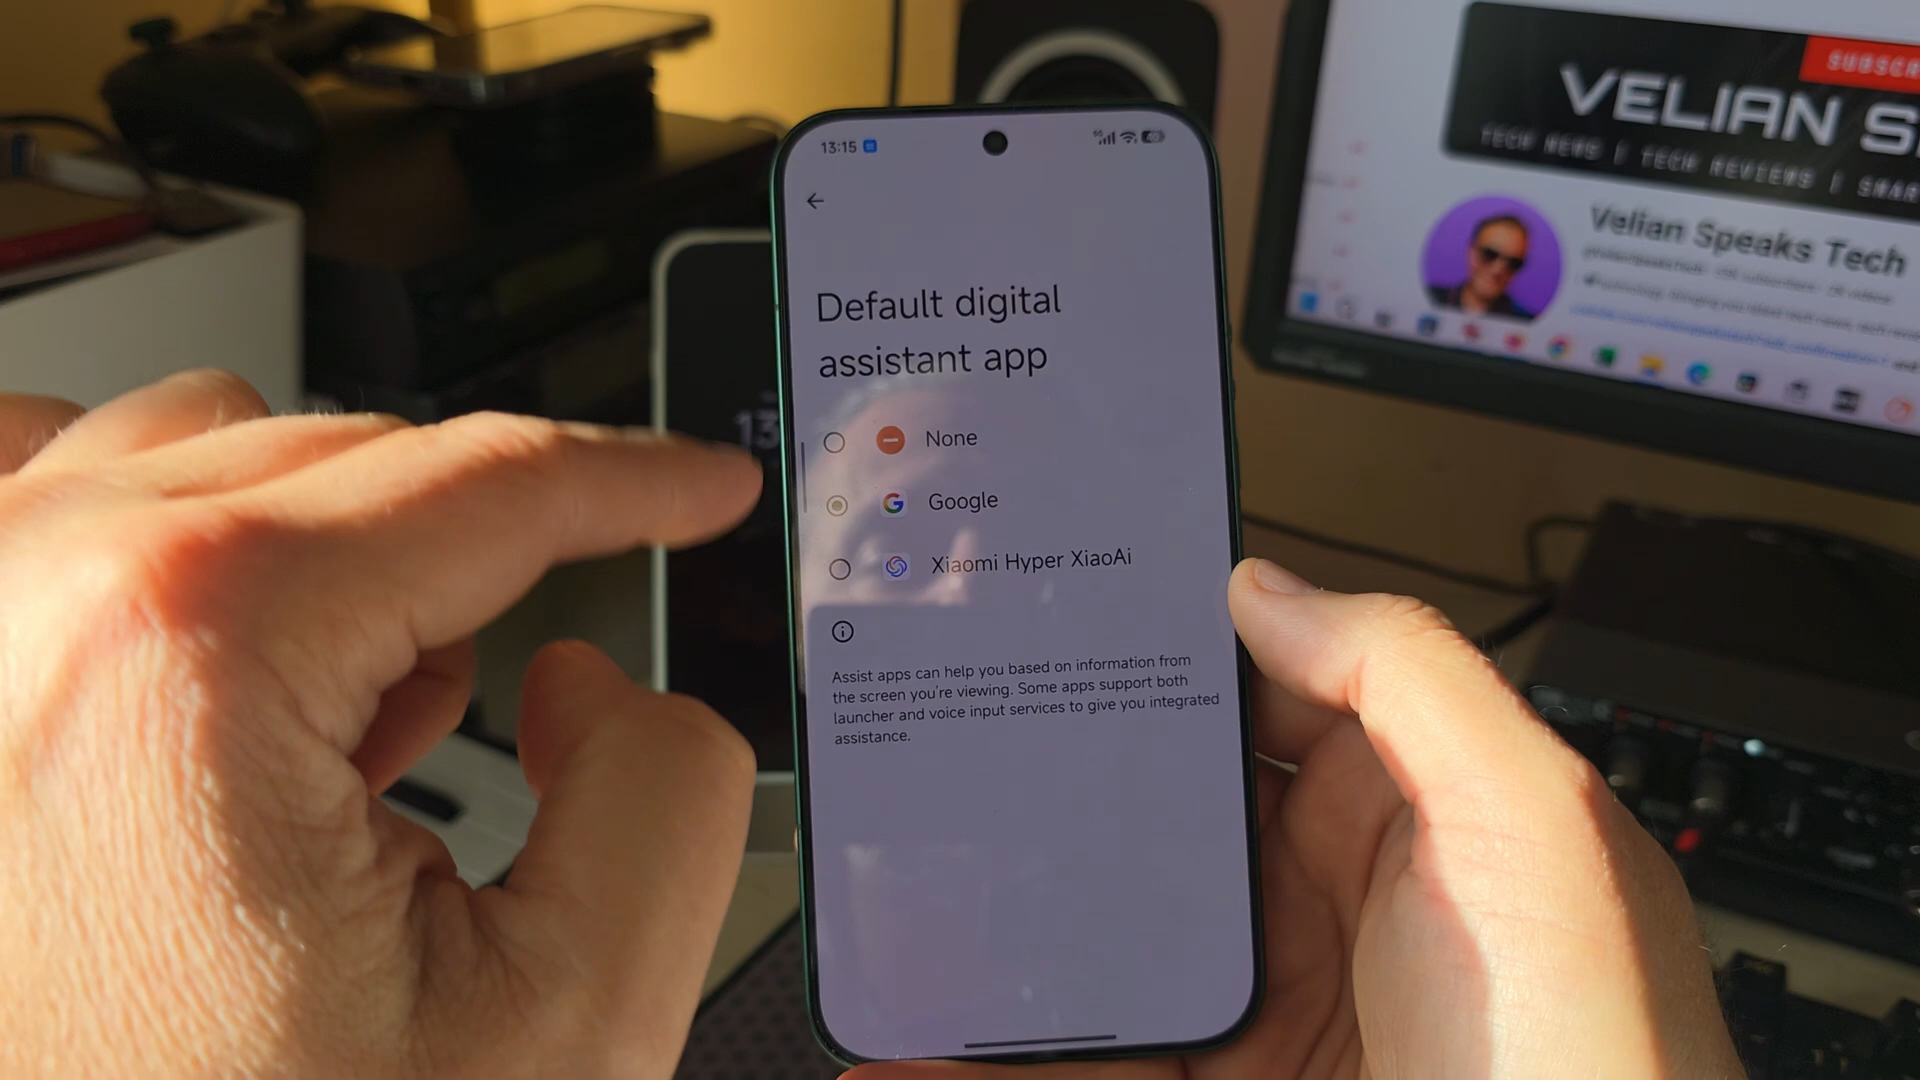 13:15
Default digital
assistant app
None
Google
Xiaomi Hyper XiaoAi
Assist apps can help you based on information from
the screen you're viewing. Some apps support both
launcher and voice input services to give you integrated
assistance.
13
SUBSCR
VELIAN S
TECH NEWS | TECH REVIEWS | SMAR
Velian Speaks Tech